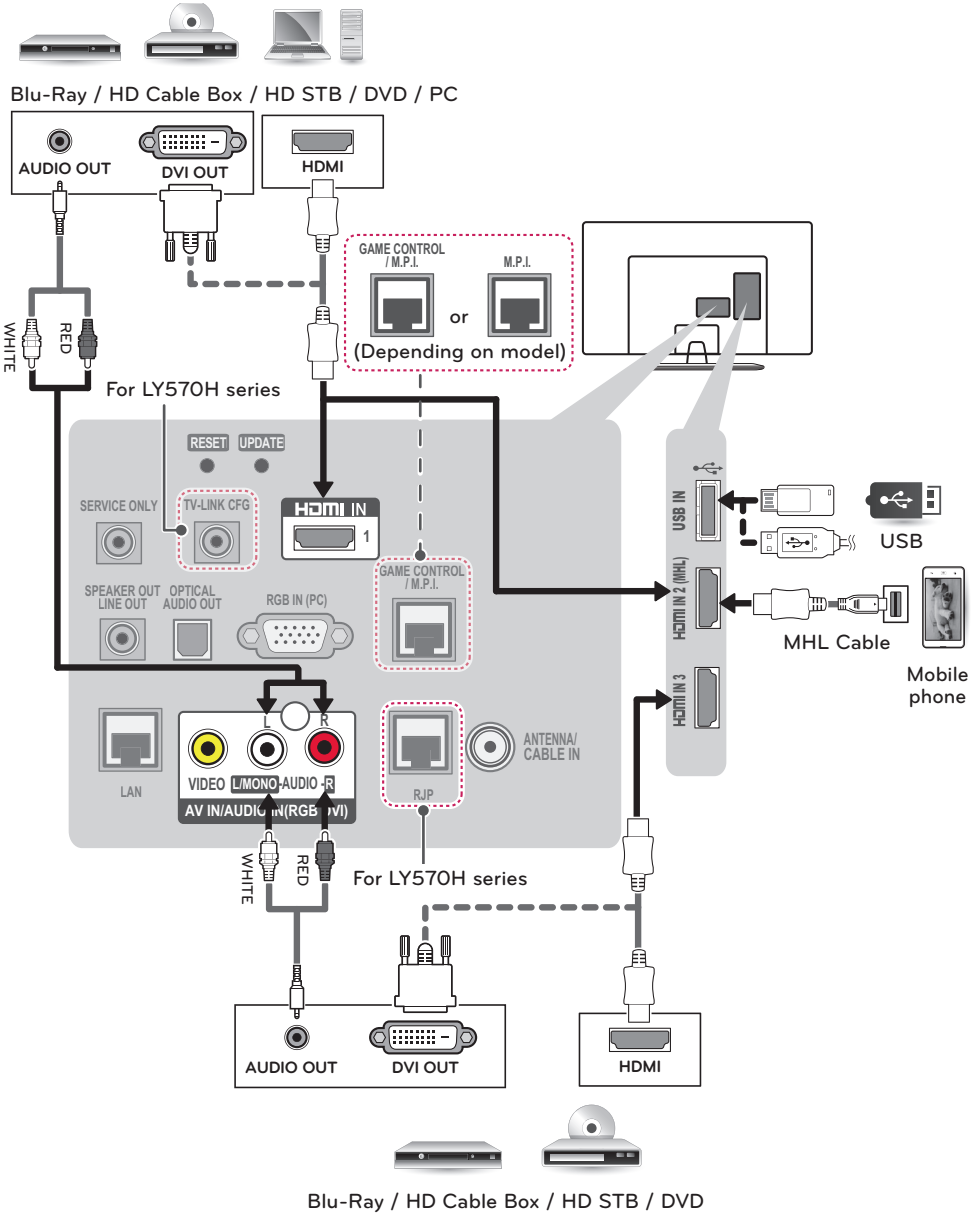 Blu-Ray / HD Cable Box / HD STB / DVD / PC
AUDIO OUT
DVI OUT
HDMI
WHITE
RED
GAME CONTROL
/ M.P.I.
M.P.I.
or
(Depending on model)
For LY570H series
RESET
UPDATE
SERVICE ONLY
TV-LINK CFG
HDMI IN
1
SPEAKER OUT
LINE OUT
OPTICAL
AUDIO OUT
RGB IN (PC)
GAME CONTROL
/ M.P.I.
LAN
L
R
VIDEO L/MONO-AUDIO-R
AV IN/AUDIO IN(RGB DVI)
RJP
ANTENNA/
CABLE IN
USB IN
HDMI IN 2 (MHL)
HDMI IN 3
USB
MHL Cable
Mobile
phone
WHITE
RED
For LY570H series
AUDIO OUT
DVI OUT
HDMI
Blu-Ray / HD Cable Box / HD STB / DVD